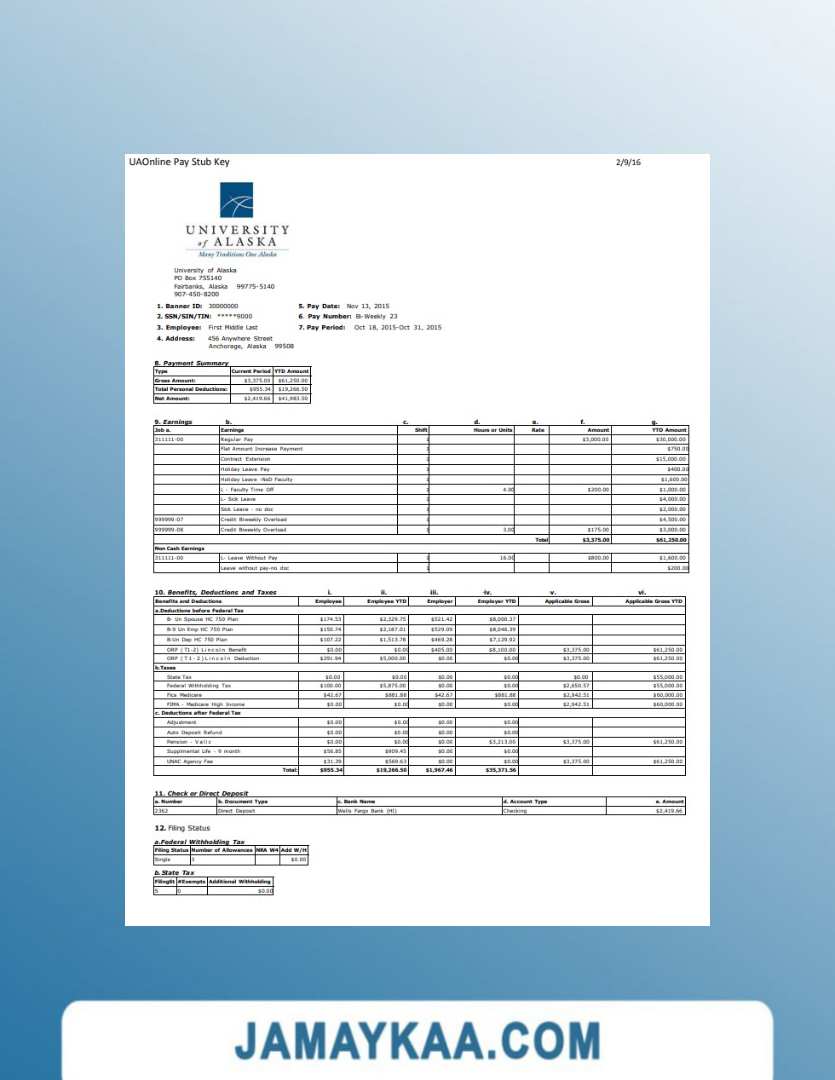 UAOnline Pay Stub Key 2/9/16
UNIVERSITY
of ALASKA
Many Traditions One Alaska
University of Alaska
PO Box 755140
Fairbanks, Alaska 99775-5140
907-450-8200
1. Banner ID: 30000000 5. Pay Date: Nov 13, 2015
2. SSN/SIN/TIN: *****0000 6. Pay Number: Bi-Weekly 23
3. Employee: First Middle Last 7. Pay Period: Oct 18, 2015-Oct 31, 2015
4. Address: 456 Anywhere Street
Anchorage, Alaska 99508
8. Payment Summary
Type Current Period YTD Amount
Gross Amount: $3,375.00 $61,250.00
Total Personal Deductions: $955.34 $19,266.50
Net Amount: $2,419.66 $41,983.50
9. Earnings b. c. d. e. f. g.
Job a. Earnings Shift Hours or Units Rate Amount YTD Amount
311111-00 Regular Pay $3,000.00 $30,000.00
Flat Amount Increase Payment $750.00
Contract Extension $15,000.00
Holiday Leave Pay $400.00
Holiday Leave -NoD Faculty $1,600.00
L - Faculty Time Off 4.00 $200.00 $1,000.00
L- Sick Leave $4,000.00
Sick Leave - no doc $2,000.00
999999-07 Credit Biweekly Overload $4,500.00
999999-08 Credit Biweekly Overload 3.00 $175.00 $3,000.00
Total $3,375.00 $61,250.00
Non Cash Earnings
311111-00 L- Leave Without Pay 16.00 $800.00 $1,600.00
Leave without pay-no doc $200.00
10. Benefits, Deductions and Taxes i. ii. iii. iv. v. vi.
Benefits and Deductions Employee Employee YTD Employer Employer YTD Applicable Gross Applicable Gross YTD
a.Deductions before Federal Tax
B- Un Spouse HC 750 Plan $174.53 $2,329.75 $521.42 $8,008.37
B-9 Un Emp HC 750 Plan $150.74 $2,187.01 $529.09 $8,046.39
B-Un Dep HC 750 Plan $107.22 $1,513.78 $469.28 $7,129.92
ORP (T1-2) Lincoln Benefit $0.00 $0.00 $405.00 $8,100.00 $3,375.00 $61,250.00
ORP (T1-2) Lincoln Deduction $291.94 $5,000.00 $0.00 $0.00 $3,375.00 $61,250.00
b.Taxes
State Tax $0.00 $0.00 $0.00 $0.00 $0.00 $55,000.00
Federal Withholding Tax $100.00 $5,875.00 $0.00 $0.00 $2,650.57 $55,000.00
Fica Medicare $42.67 $881.88 $42.67 $881.88 $2,942.51 $60,000.00
FIMA - Medicare High Income $0.00 $0.00 $0.00 $0.00 $2,942.51 $60,000.00
c. Deductions after Federal Tax
Adjustment $0.00 $0.00 $0.00 $0.00
Auto Deposit Refund $0.00 $0.00 $0.00 $0.00
Pension - Valic $0.00 $0.00 $0.00 $3,213.00 $3,375.00 $61,250.00
Supplmental Life - 9 month $56.85 $909.45 $0.00 $0.00
UNAC Agency Fee $31.39 $569.63 $0.00 $0.00 $3,375.00 $61,250.00
Total: $955.34 $19,266.50 $1,967.46 $35,371.56
11. Check or Direct Deposit
a. Number b. Document Type c. Bank Name d. Account Type e. Amount
2362 Direct Deposit Wells Fargo Bank (HI) Checking $2,419.66
12. Filing Status
a.Federal Withholding Tax
Filing Status Number of Allowances NRA W4 Add W/H
Single $0.00
b.State Tax
#Exempts Additional Withholding
0 $0.00
JAMAYKAA.COM